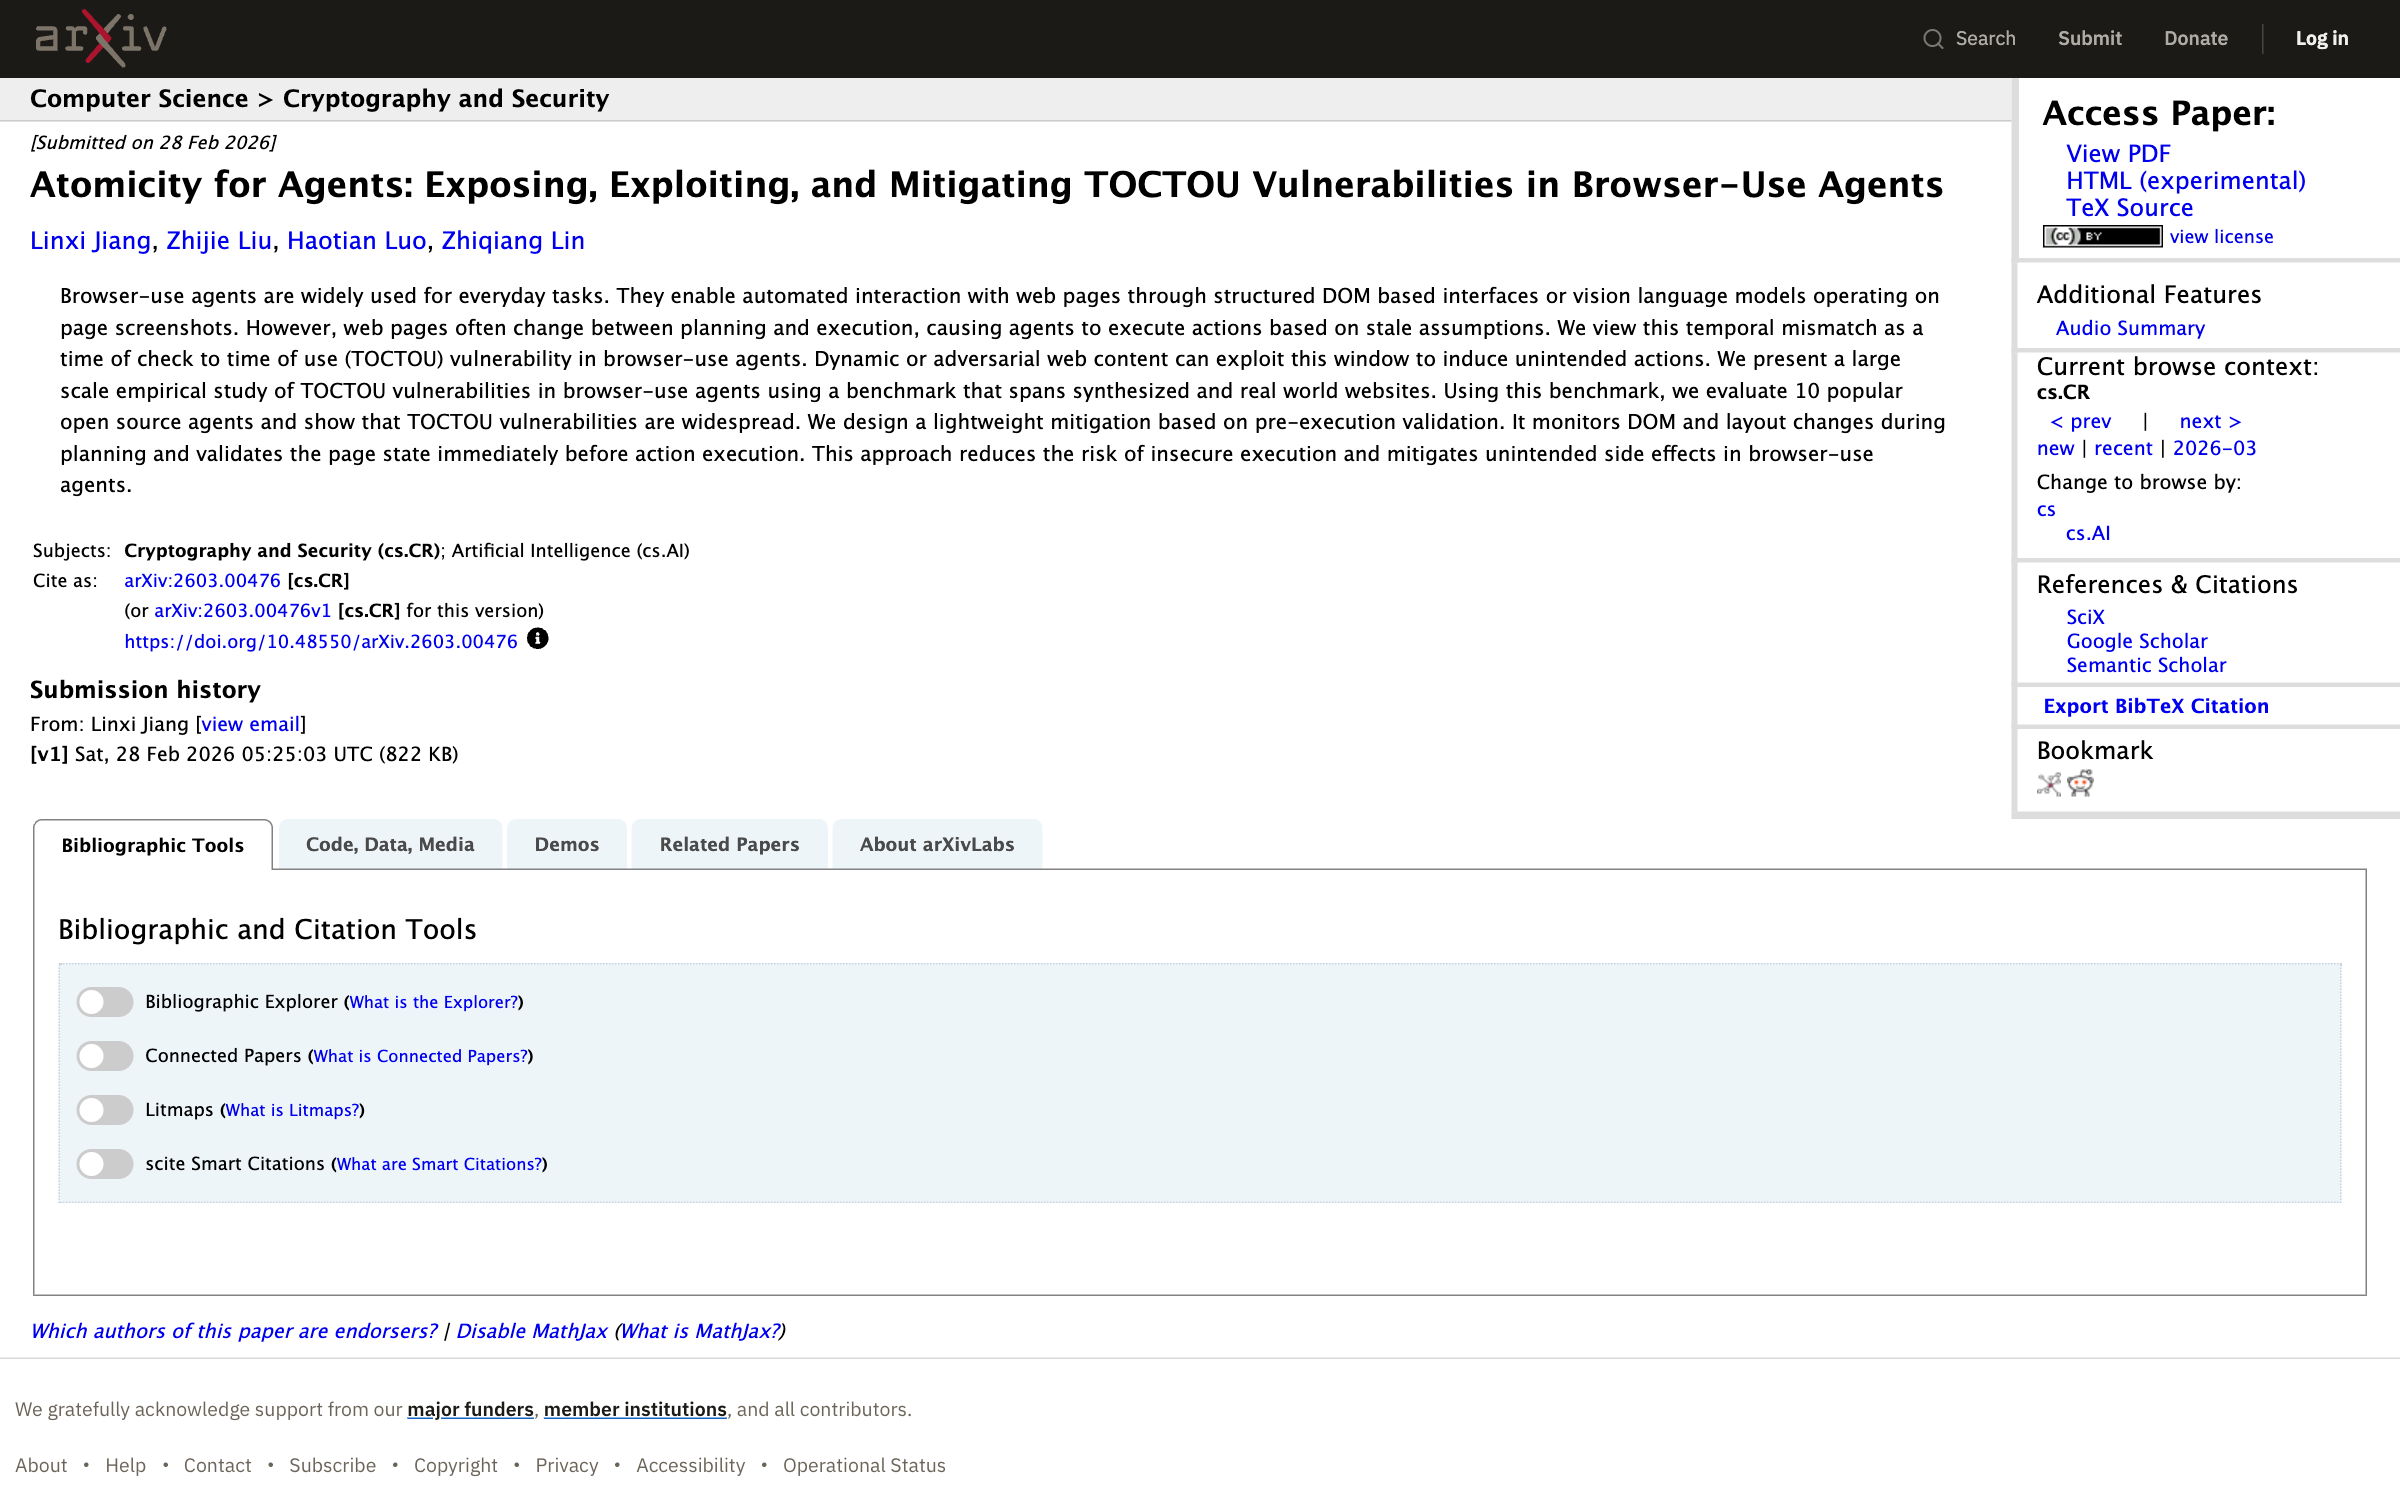 arXiv
Search
Submit
Donate
Log in
Computer Science > Cryptography and Security
[Submitted on 28 Feb 2026]
Atomicity for Agents: Exposing, Exploiting, and Mitigating TOCTOU Vulnerabilities in Browser-Use Agents
Linxi Jiang, Zhijie Liu, Haotian Luo, Zhiqiang Lin
Browser-use agents are widely used for everyday tasks. They enable automated interaction with web pages through structured DOM based interfaces or vision language models operating on
page screenshots. However, web pages often change between planning and execution, causing agents to execute actions based on stale assumptions. We view this temporal mismatch as a
time of check to time of use (TOCTOU) vulnerability in browser-use agents. Dynamic or adversarial web content can exploit this window to induce unintended actions. We present a large
scale empirical study of TOCTOU vulnerabilities in browser-use agents using a benchmark that spans synthesized and real world websites. Using this benchmark, we evaluate 10 popular
open source agents and show that TOCTOU vulnerabilities are widespread. We design a lightweight mitigation based on pre-execution validation. It monitors DOM and layout changes during
planning and validates the page state immediately before action execution. This approach reduces the risk of insecure execution and mitigates unintended side effects in browser-use
agents.
Subjects: Cryptography and Security (cs.CR); Artificial Intelligence (cs.AI)
Cite as: arXiv:2603.00476 [cs.CR]
(or arXiv:2603.00476v1 [cs.CR] for this version)
https://doi.org/10.48550/arXiv.2603.00476
Submission history
From: Linxi Jiang [view email]
[v1] Sat, 28 Feb 2026 05:25:03 UTC (822 KB)
Access Paper:
View PDF
HTML (experimental)
TeX Source
(cc) BY view license
Additional Features
Audio Summary
Current browse context:
cs.CR
< prev | next >
new | recent | 2026-03
Change to browse by:
cs
cs.AI
References & Citations
SciX
Google Scholar
Semantic Scholar
Export BibTeX Citation
Bookmark
Bibliographic Tools
Code, Data, Media
Demos
Related Papers
About arXivLabs
Bibliographic and Citation Tools
Bibliographic Explorer (What is the Explorer?)
Connected Papers (What is Connected Papers?)
Litmaps (What is Litmaps?)
scite Smart Citations (What are Smart Citations?)
Which authors of this paper are endorsers? | Disable MathJax (What is MathJax?)
We gratefully acknowledge support from our major funders, member institutions, and all contributors.
About • Help • Contact • Subscribe • Copyright • Privacy • Accessibility • Operational Status